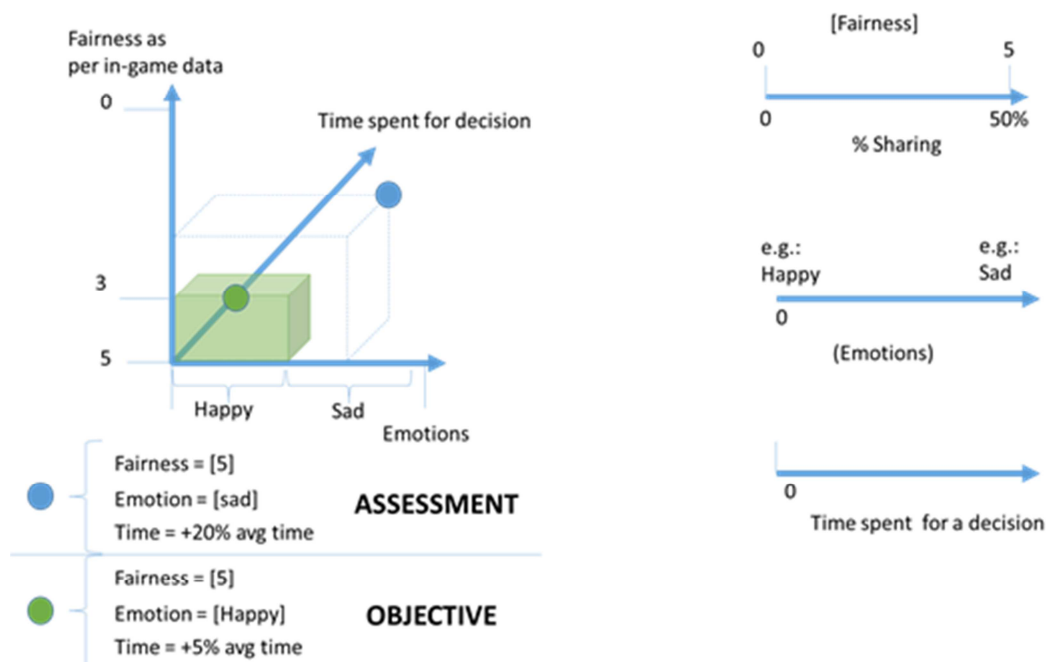 Fairness as
per in-game data
0
Time spent for decision
3
5
Happy
Sad
Emotions
Fairness = [5]
Emotion = [sad]
Time = +20% avg time
ASSESSMENT
Fairness = [5]
Emotion = [Happy]
Time = +5% avg time
OBJECTIVE
[Fairness]
0
5
0
50%
% Sharing
e.g.:
Happy
e.g.:
Sad
0
(Emotions)
0
Time spent for a decision